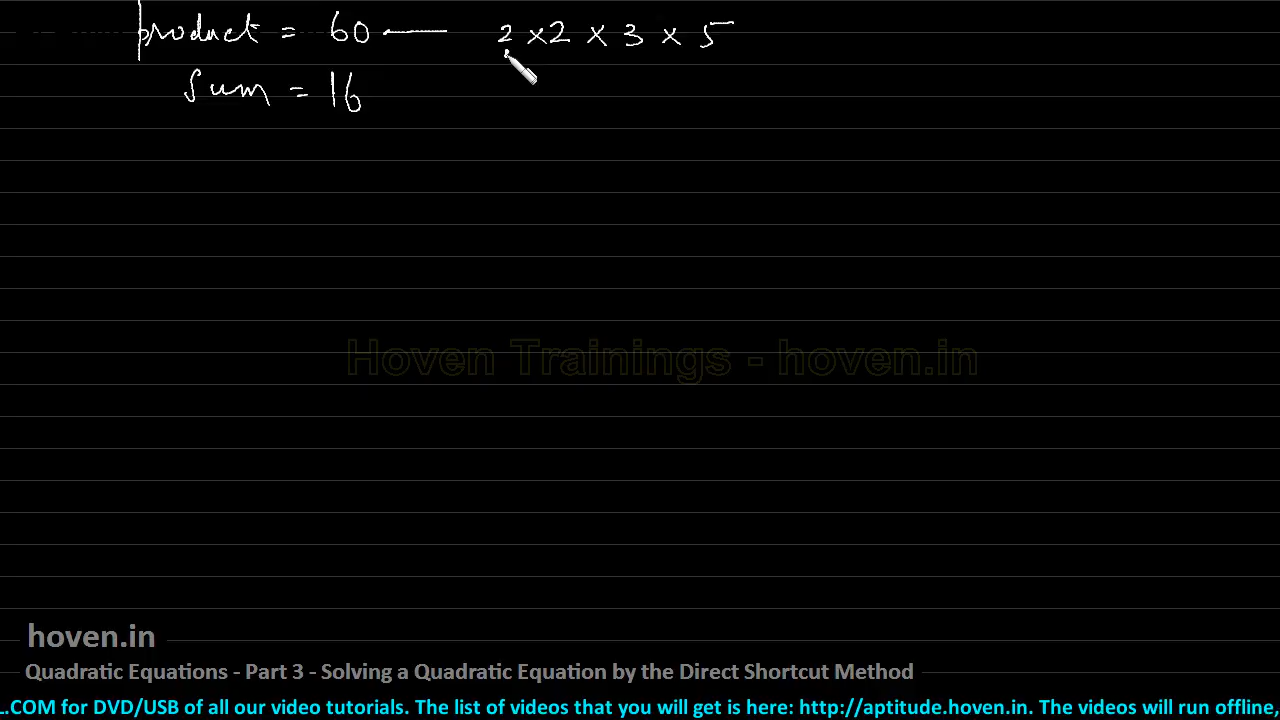 product = 60 — 2 × 2 × 3 × 5
sum = 16
Hoven Trainings - hoven.in
hoven.in
Quadratic Equations - Part 3 - Solving a Quadratic Equation by the Direct Shortcut Method
L.COM for DVD/USB of all our video tutorials. The list of videos that you will get is here: http://aptitude.hoven.in. The videos will run offline,